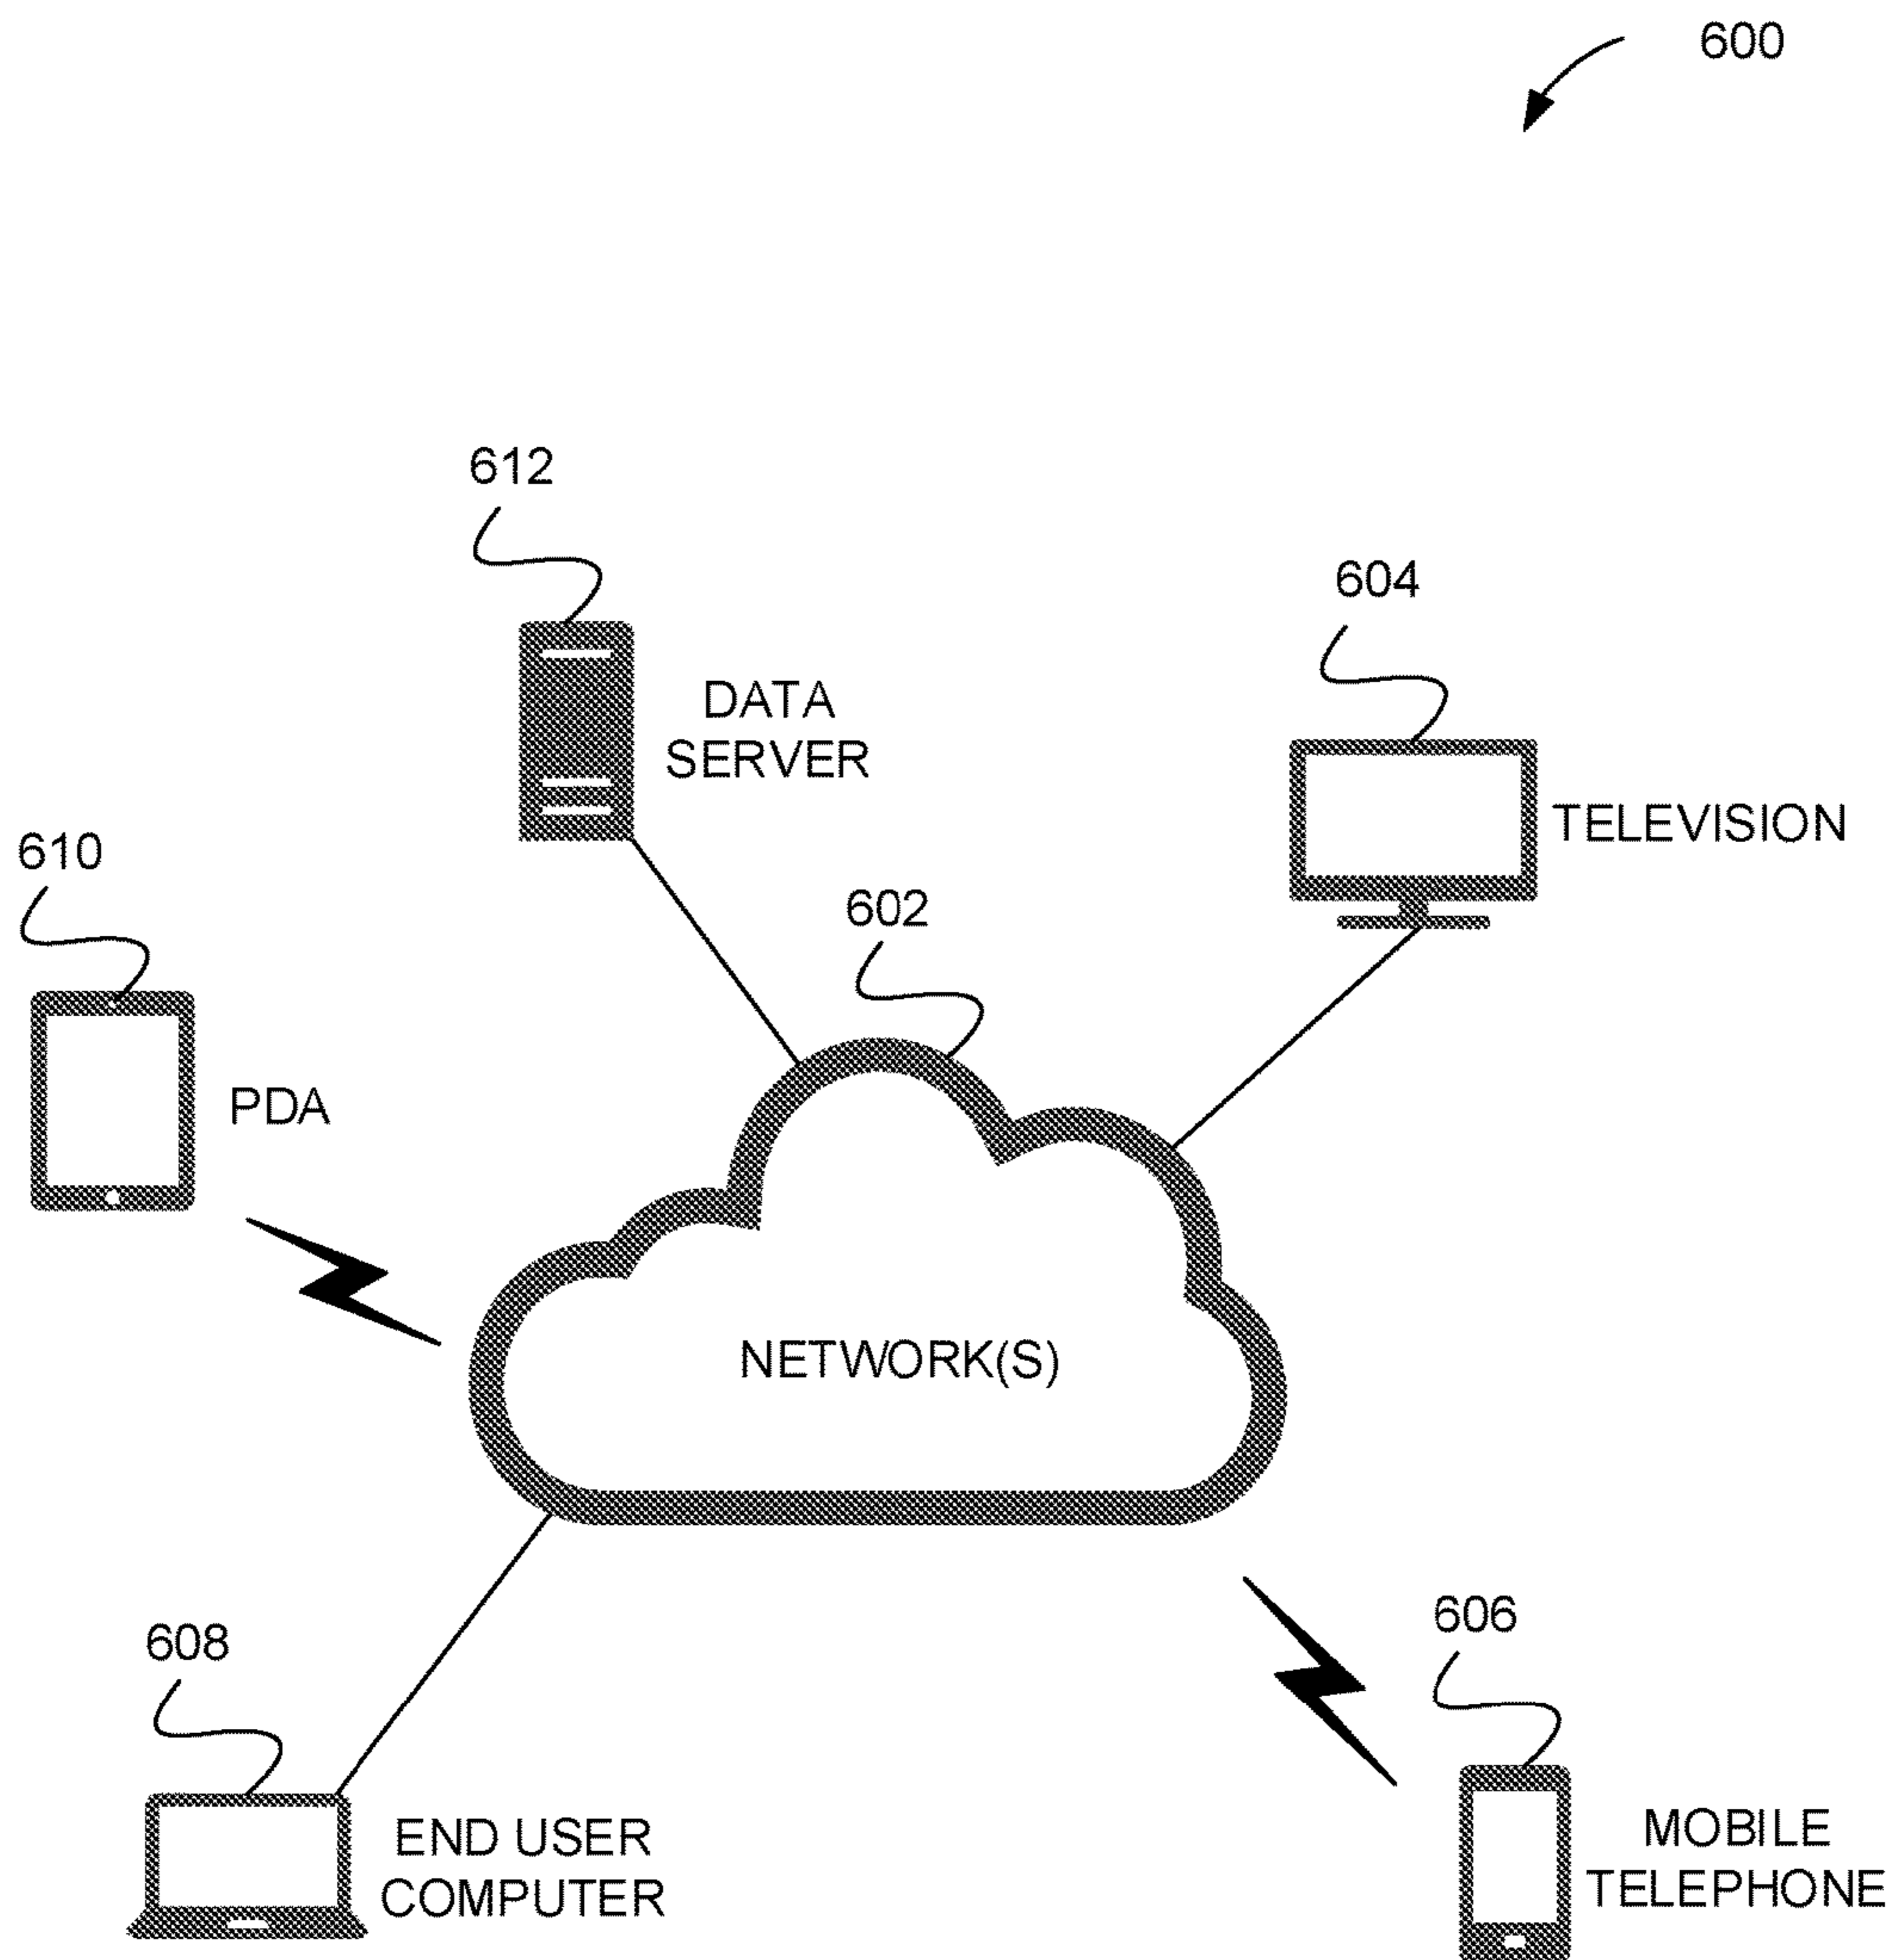 600
612
604
DATA
SERVER
TELEVISION
610
602
PDA
NETWORK(S)
608
606
END USER
COMPUTER
MOBILE
TELEPHONE